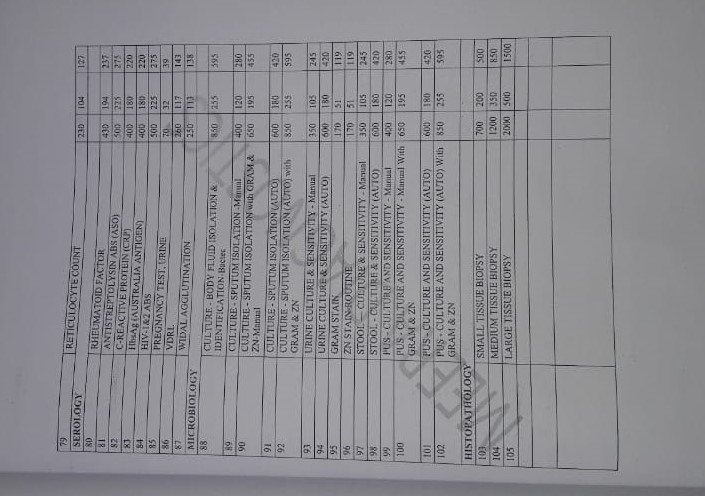 79 RETICULOCYTE COUNT 230 104 127
SEROLOGY
80 RHEUMATOID FACTOR 430 194 237
81 ANTISTREPTOLYSIN ABS (ASO) 500 225 275
82 C-REACTIVE PROTEIN (CRP) 400 180 220
83 HbsAg (AUSTRALIA ANTIGEN) 400 180 220
84 HIV-1&2 ABS 500 225 275
85 PREGNANCY TEST, URINE 70 32 39
86 VDRL 260 117 143
87 WIDAL AGGLUTINATION 250 113 138
MICROBIOLOGY
88 CULTURE - BODY FLUID ISOLATION & 850 255 595
IDENTIFICATION-Bactec
89 CULTURE - SPUTUM ISOLATION -Manual 400 120 280
90 CULTURE - SPUTUM ISOLATION with GRAM & 650 195 455
ZN-Manual
91 CULTURE - SPUTUM ISOLATION (AUTO) 600 180 420
92 CULTURE - SPUTUM ISOLATION (AUTO) with 850 255 595
GRAM & ZN
93 URINE CULTURE & SENSITIVITY - Manual 350 105 245
94 URINE CULTURE & SENSITIVITY (AUTO) 600 180 420
95 GRAM STAIN 170 51 119
96 ZN STAIN-ROUTINE 170 51 119
97 STOOL - CULTURE & SENSITIVITY - Manual 350 105 245
98 STOOL - CULTURE & SENSITIVITY (AUTO) 600 180 420
99 PUS - CULTURE AND SENSITIVITY - Manual 400 120 280
100 PUS - CULTURE AND SENSITIVITY - Manual With 650 195 455
GRAM & ZN
101 PUS - CULTURE AND SENSITIVITY (AUTO) 600 180 420
102 PUS - CULTURE AND SENSITIVITY (AUTO) With 850 255 595
GRAM & ZN
HISTOPATHOLOGY
103 SMALL TISSUE BIOPSY 700 200 500
104 MEDIUM TISSUE BIOPSY 1200 350 850
105 LARGE TISSUE BIOPSY 2000 500 1500